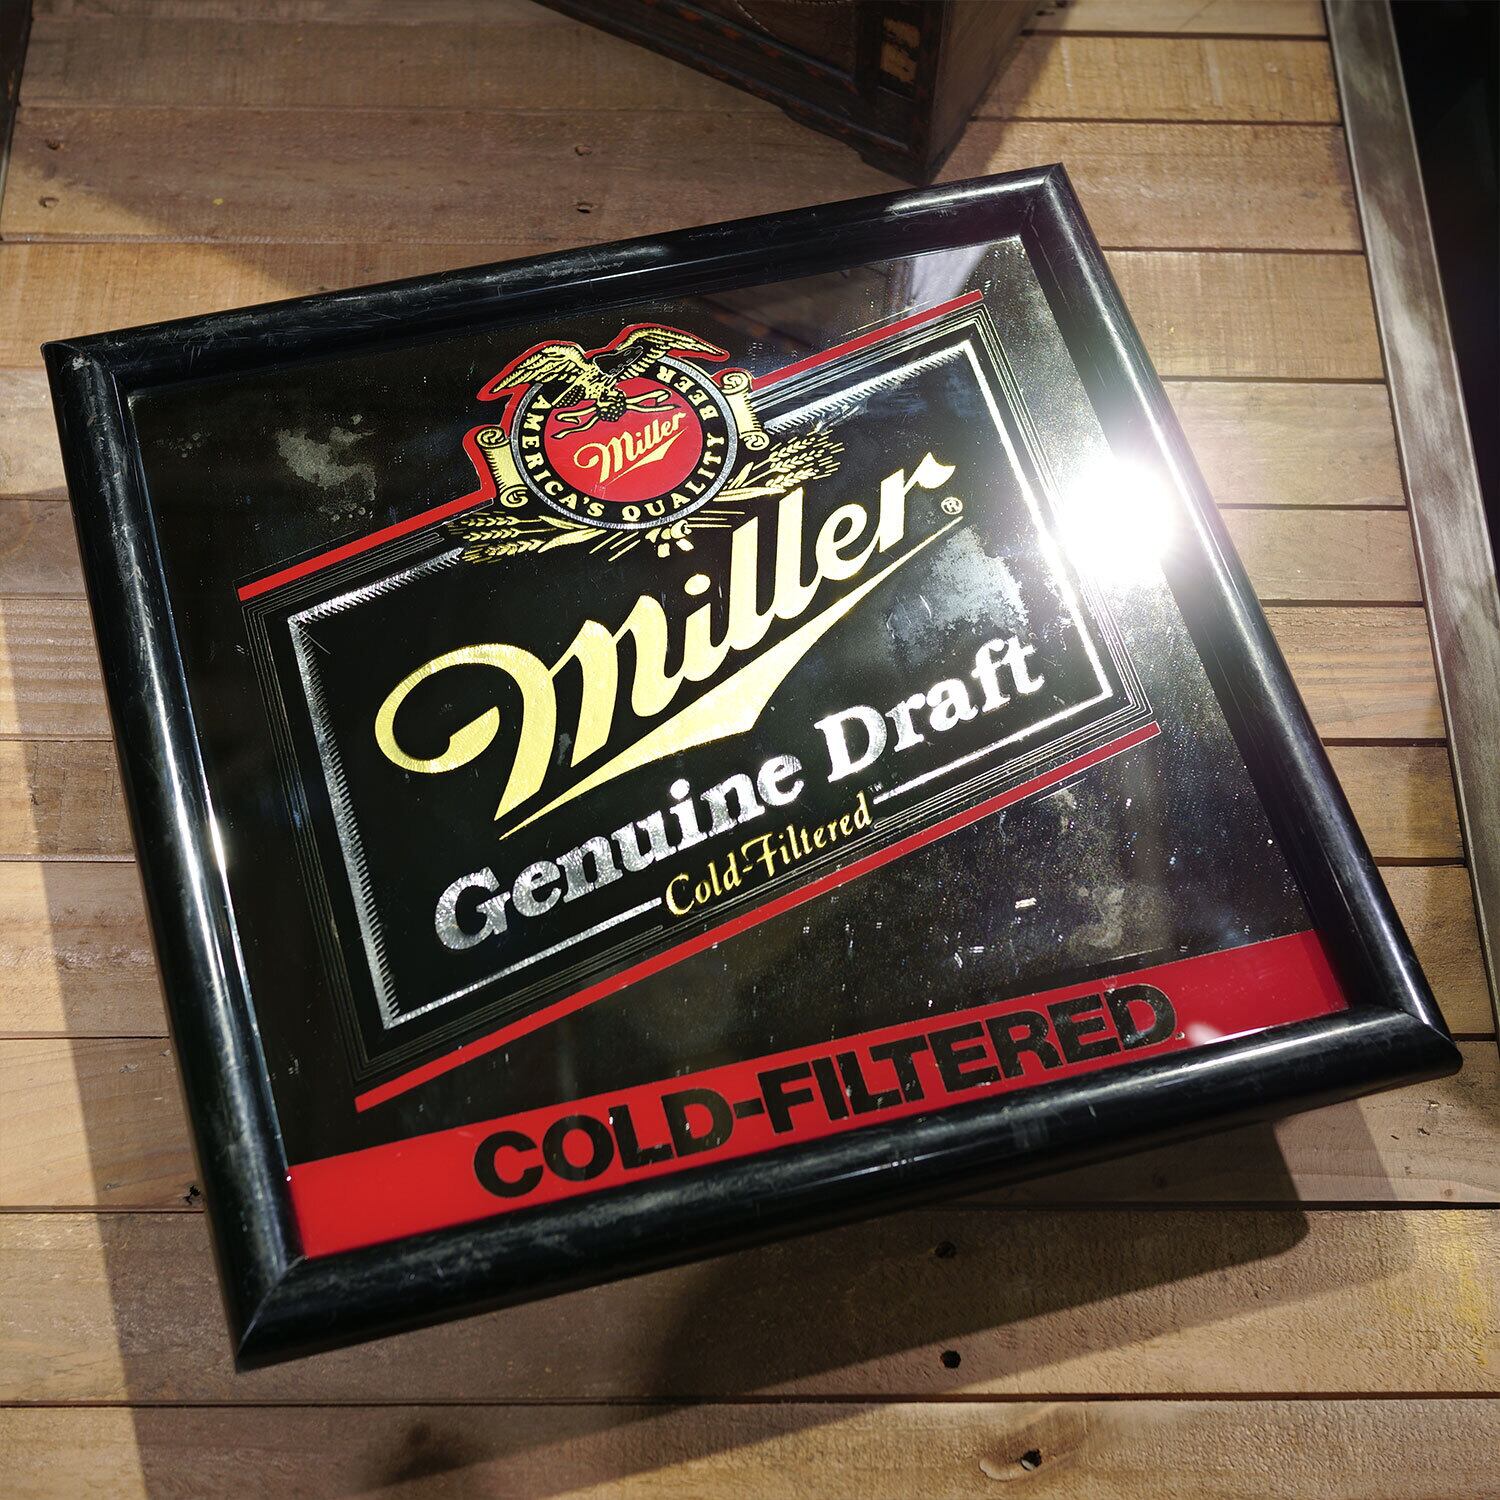 AMERICA'S QUALITY BEER
Miller
Miller®
Genuine Draft
Cold-Filtered™
COLD-FILTERED